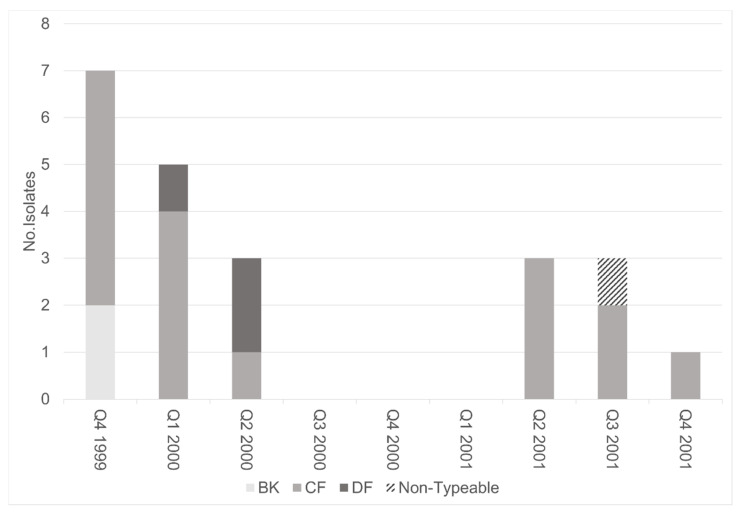 8
7
6
5
4
3
2
1
0
No.Isolates
Q4 1999
Q1 2000
Q2 2000
Q3 2000
Q4 2000
Q1 2001
Q2 2001
Q3 2001
Q4 2001
BK CF DF Non-Typeable